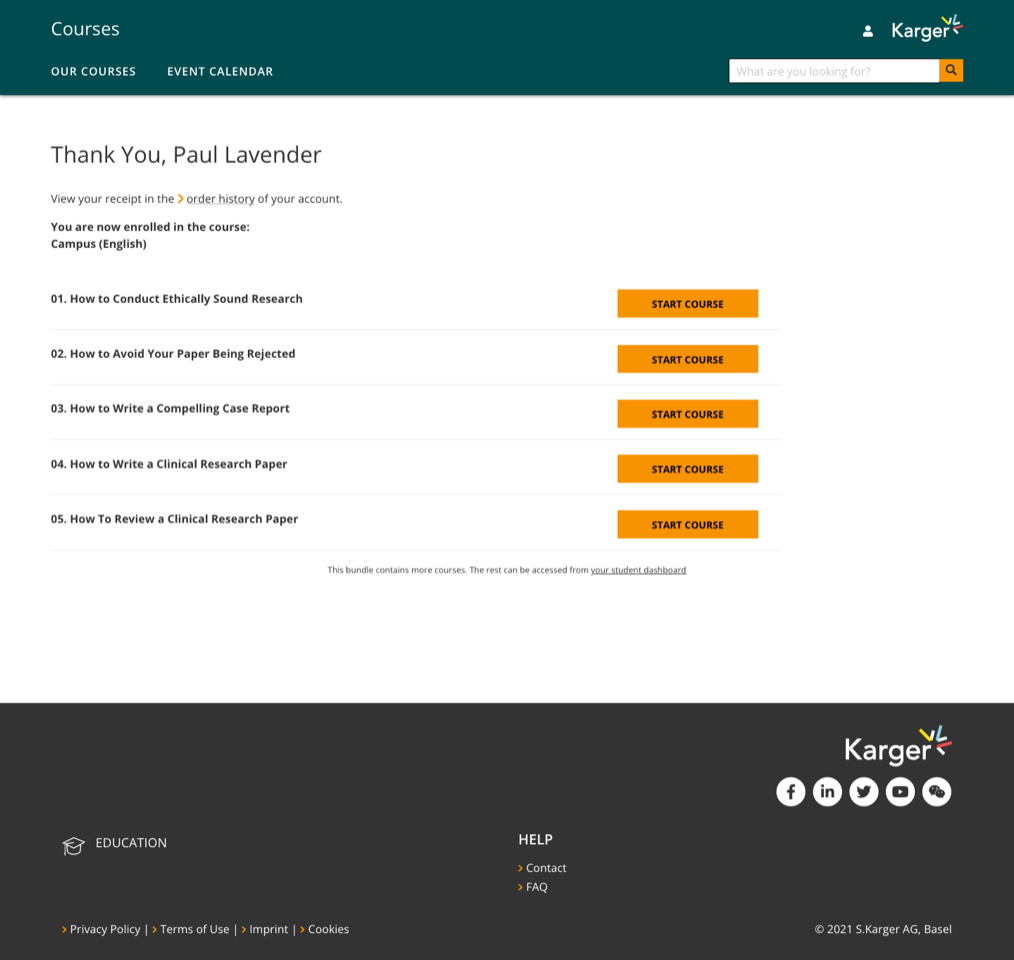 Courses
Karger
OUR COURSES EVENT CALENDAR
What are you looking for?
Thank You, Paul Lavender
View your receipt in the order history of your account.
You are now enrolled in the course:
Campus (English)
01. How to Conduct Ethically Sound Research
START COURSE
02. How to Avoid Your Paper Being Rejected
START COURSE
03. How to Write a Compelling Case Report
START COURSE
04. How to Write a Clinical Research Paper
START COURSE
05. How To Review a Clinical Research Paper
START COURSE
This bundle contains more courses. The rest can be accessed from your student dashboard
Karger
EDUCATION
HELP
Contact
FAQ
Privacy Policy | Terms of Use | Imprint | Cookies
© 2021 S.Karger AG, Basel